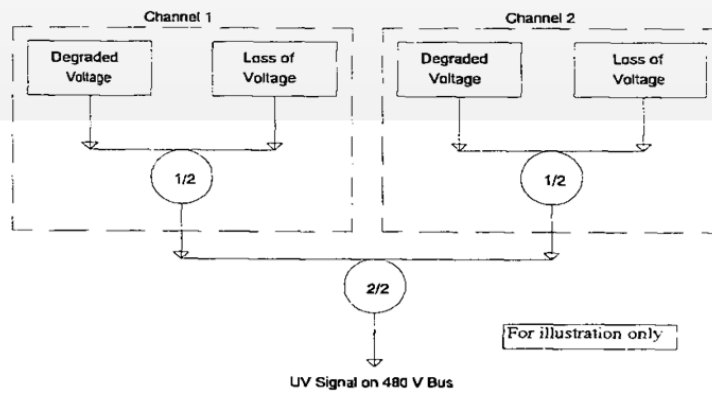 Channel 1
Channel 2
Degraded
Voltage
Loss of
Voltage
Degraded
Voltage
Loss of
Voltage
1/2
1/2
2/2
For illustration only
UV Signal on 480 V Bus